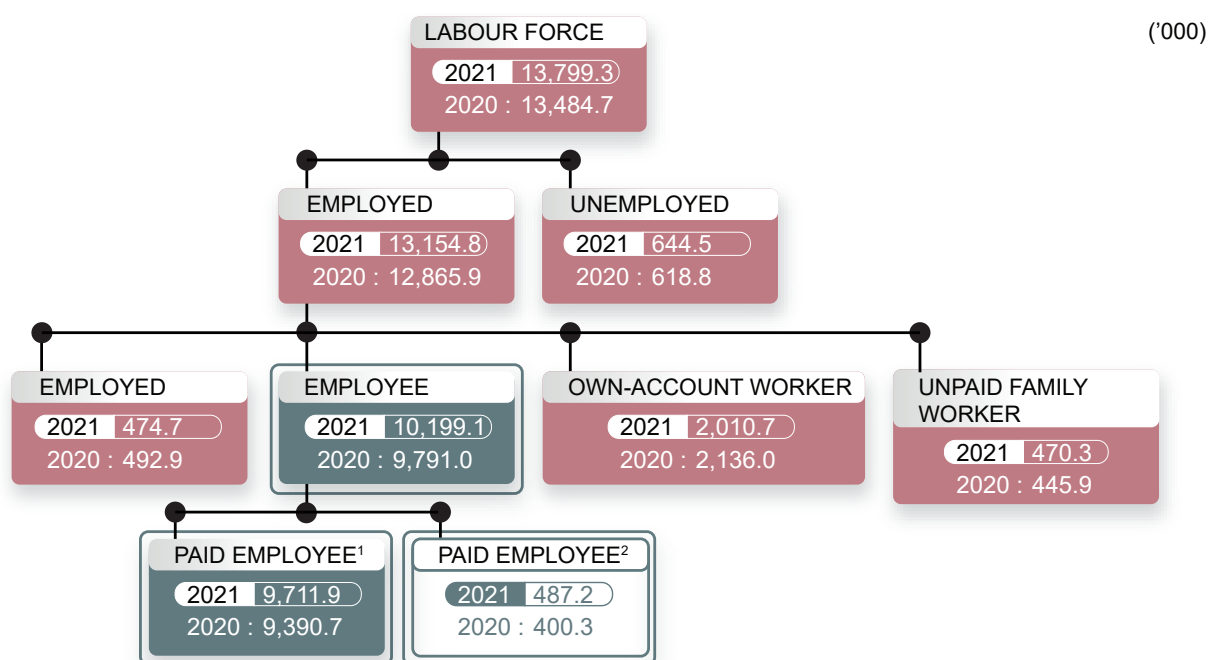 ('000)
LABOUR FORCE
2021 13,799.3
2020 : 13,484.7
EMPLOYED
2021 13,154.8
2020 : 12,865.9
UNEMPLOYED
2021 644.5
2020 : 618.8
EMPLOYED
2021 474.7
2020 : 492.9
EMPLOYEE
2021 10,199.1
2020 : 9,791.0
OWN-ACCOUNT WORKER
2021 2,010.7
2020 : 2,136.0
UNPAID FAMILY
WORKER
2021 470.3
2020 : 445.9
PAID EMPLOYEE¹
2021 9,711.9
2020 : 9,390.7
PAID EMPLOYEE²
2021 487.2
2020 : 400.3